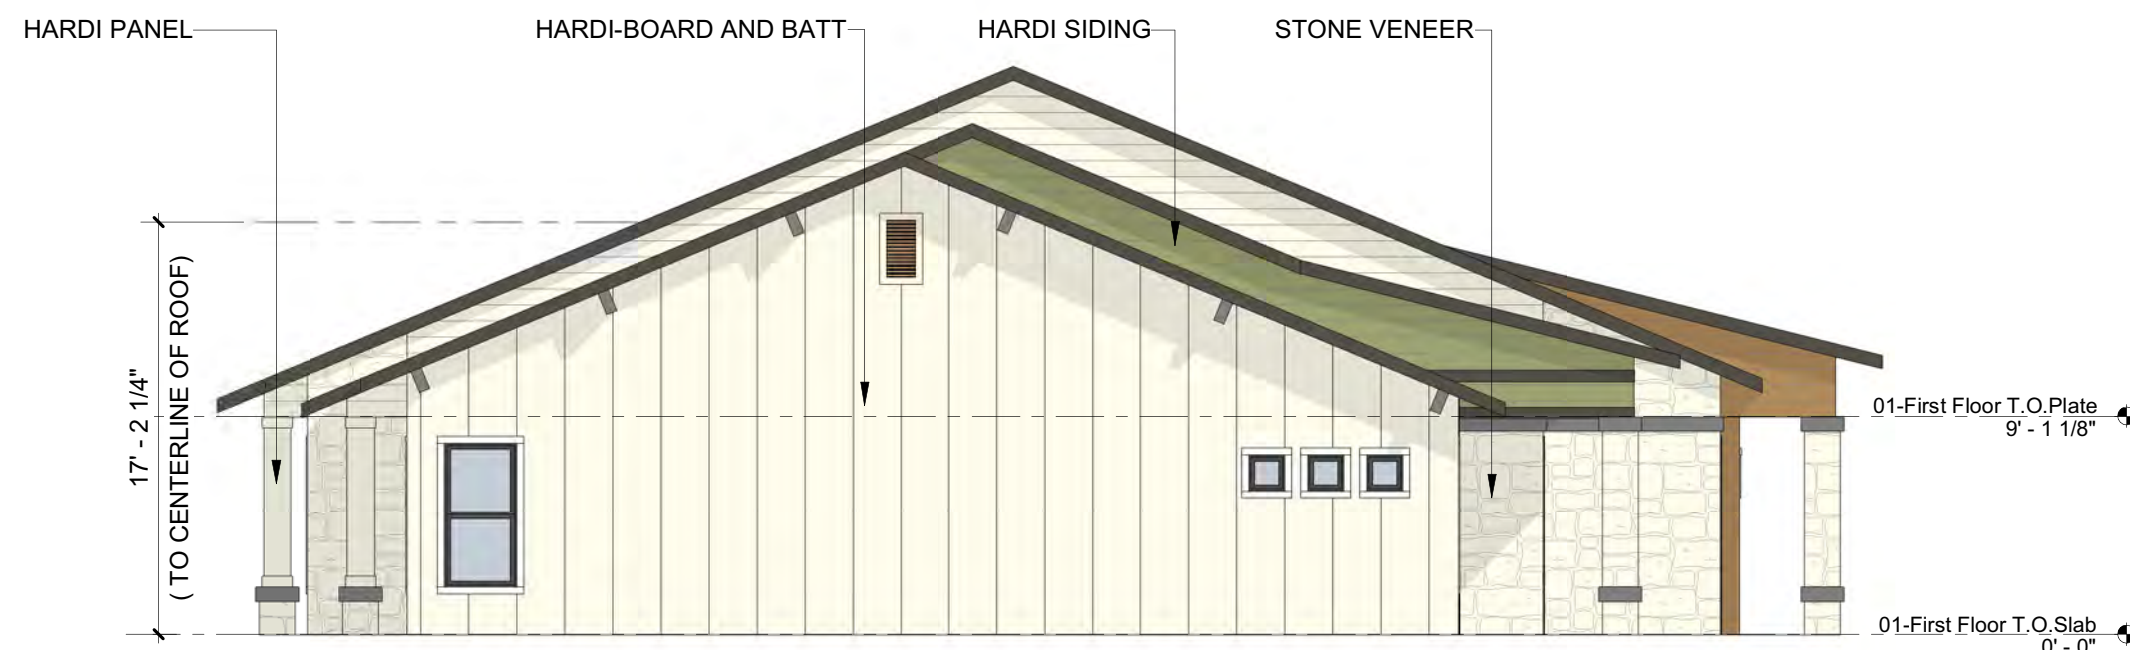 HARDI PANEL
HARDI-BOARD AND BATT
HARDI SIDING
STONE VENEER
17' - 2 1/4"
( TO CENTERLINE OF ROOF)
01-First Floor T.O.Plate
9' - 1 1/8"
01-First Floor T.O.Slab
0' - 0"